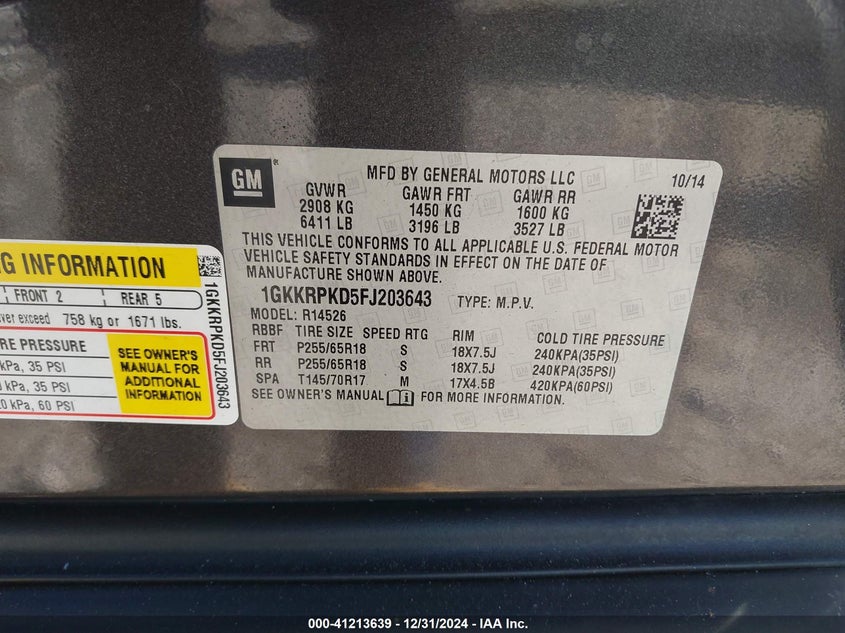 GM
MFD BY GENERAL MOTORS LLC
10/14
GVWR GAWR FRT GAWR RR
2908 KG 1450 KG 1600 KG
6411 LB 3196 LB 3527 LB
THIS VEHICLE CONFORMS TO ALL APPLICABLE U.S. FEDERAL MOTOR
VEHICLE SAFETY STANDARDS IN EFFECT ON THE DATE OF
MANUFACTURE SHOWN ABOVE.
1GKKRPKD5FJ203643 TYPE: M.P.V.
MODEL: R14526
RBBF TIRE SIZE SPEED RTG RIM COLD TIRE PRESSURE
FRT P255/65R18 S 18X7.5J 240KPA(35PSI)
RR P255/65R18 S 18X7.5J 240KPA(35PSI)
SPA T145/70R17 M 17X4.5B 420KPA(60PSI)
SEE OWNER'S MANUAL FOR MORE INFORMATION.
INFORMATION
FRONT 2 REAR 5
exceed 758 kg or 1671 lbs.
PRESSURE
kPa, 35 PSI
kPa, 35 PSI
kPa, 60 PSI
SEE OWNER'S
MANUAL FOR
ADDITIONAL
INFORMATION
1GKKRPKD5FJ203643
000-41213639 - 12/31/2024 - IAA Inc.